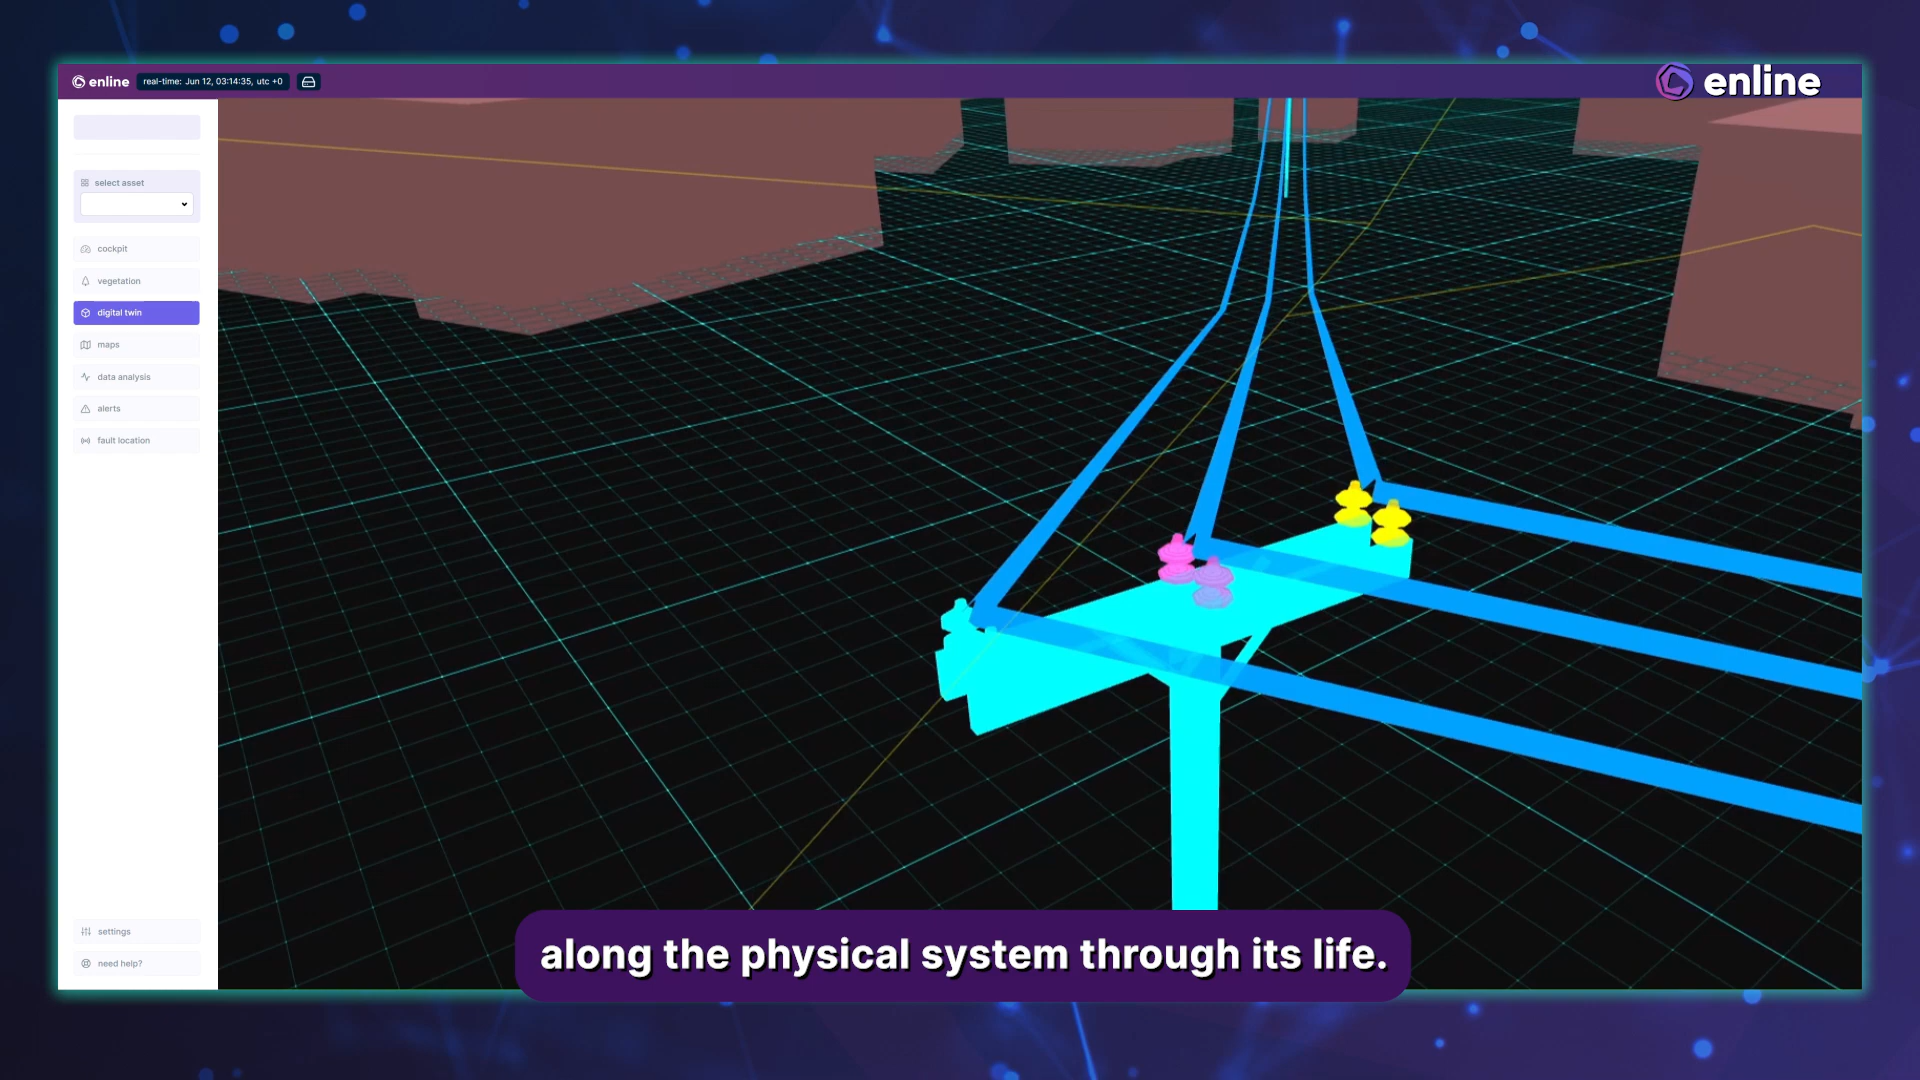 enline
real-time: Jun 12, 03:14:35, utc +0
enline
select asset
cockpit
vegetation
digital twin
maps
data analysis
alerts
fault location
settings
need help?
along the physical system through its life.